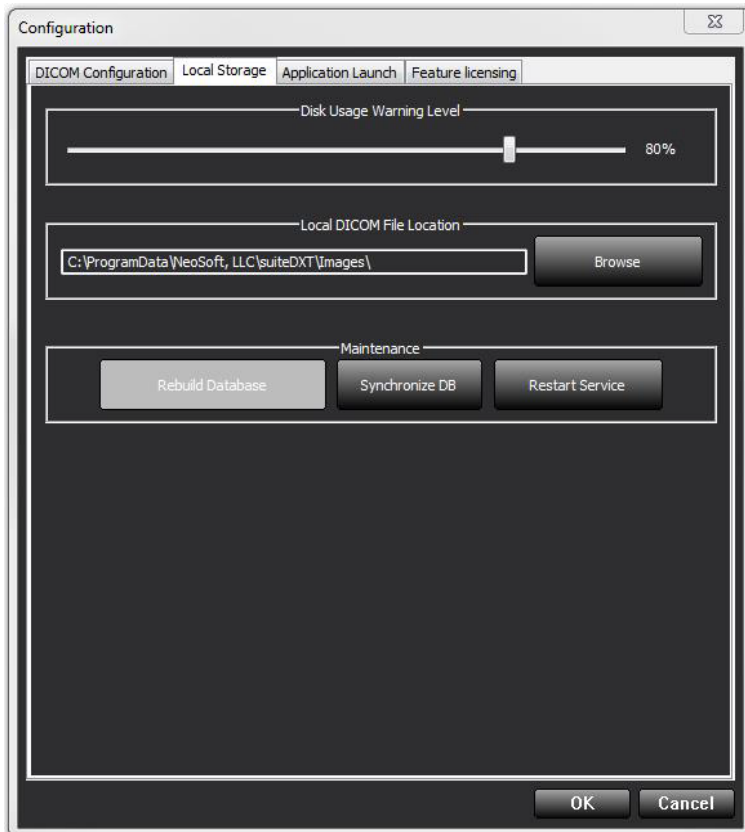 Configuration
DICOM Configuration Local Storage Application Launch Feature licensing
Disk Usage Warning Level
80%
Local DICOM File Location
C:\ProgramData\NeoSoft, LLC\suiteDXT\Images\ Browse
Maintenance
Rebuild Database Synchronize DB Restart Service
OK Cancel